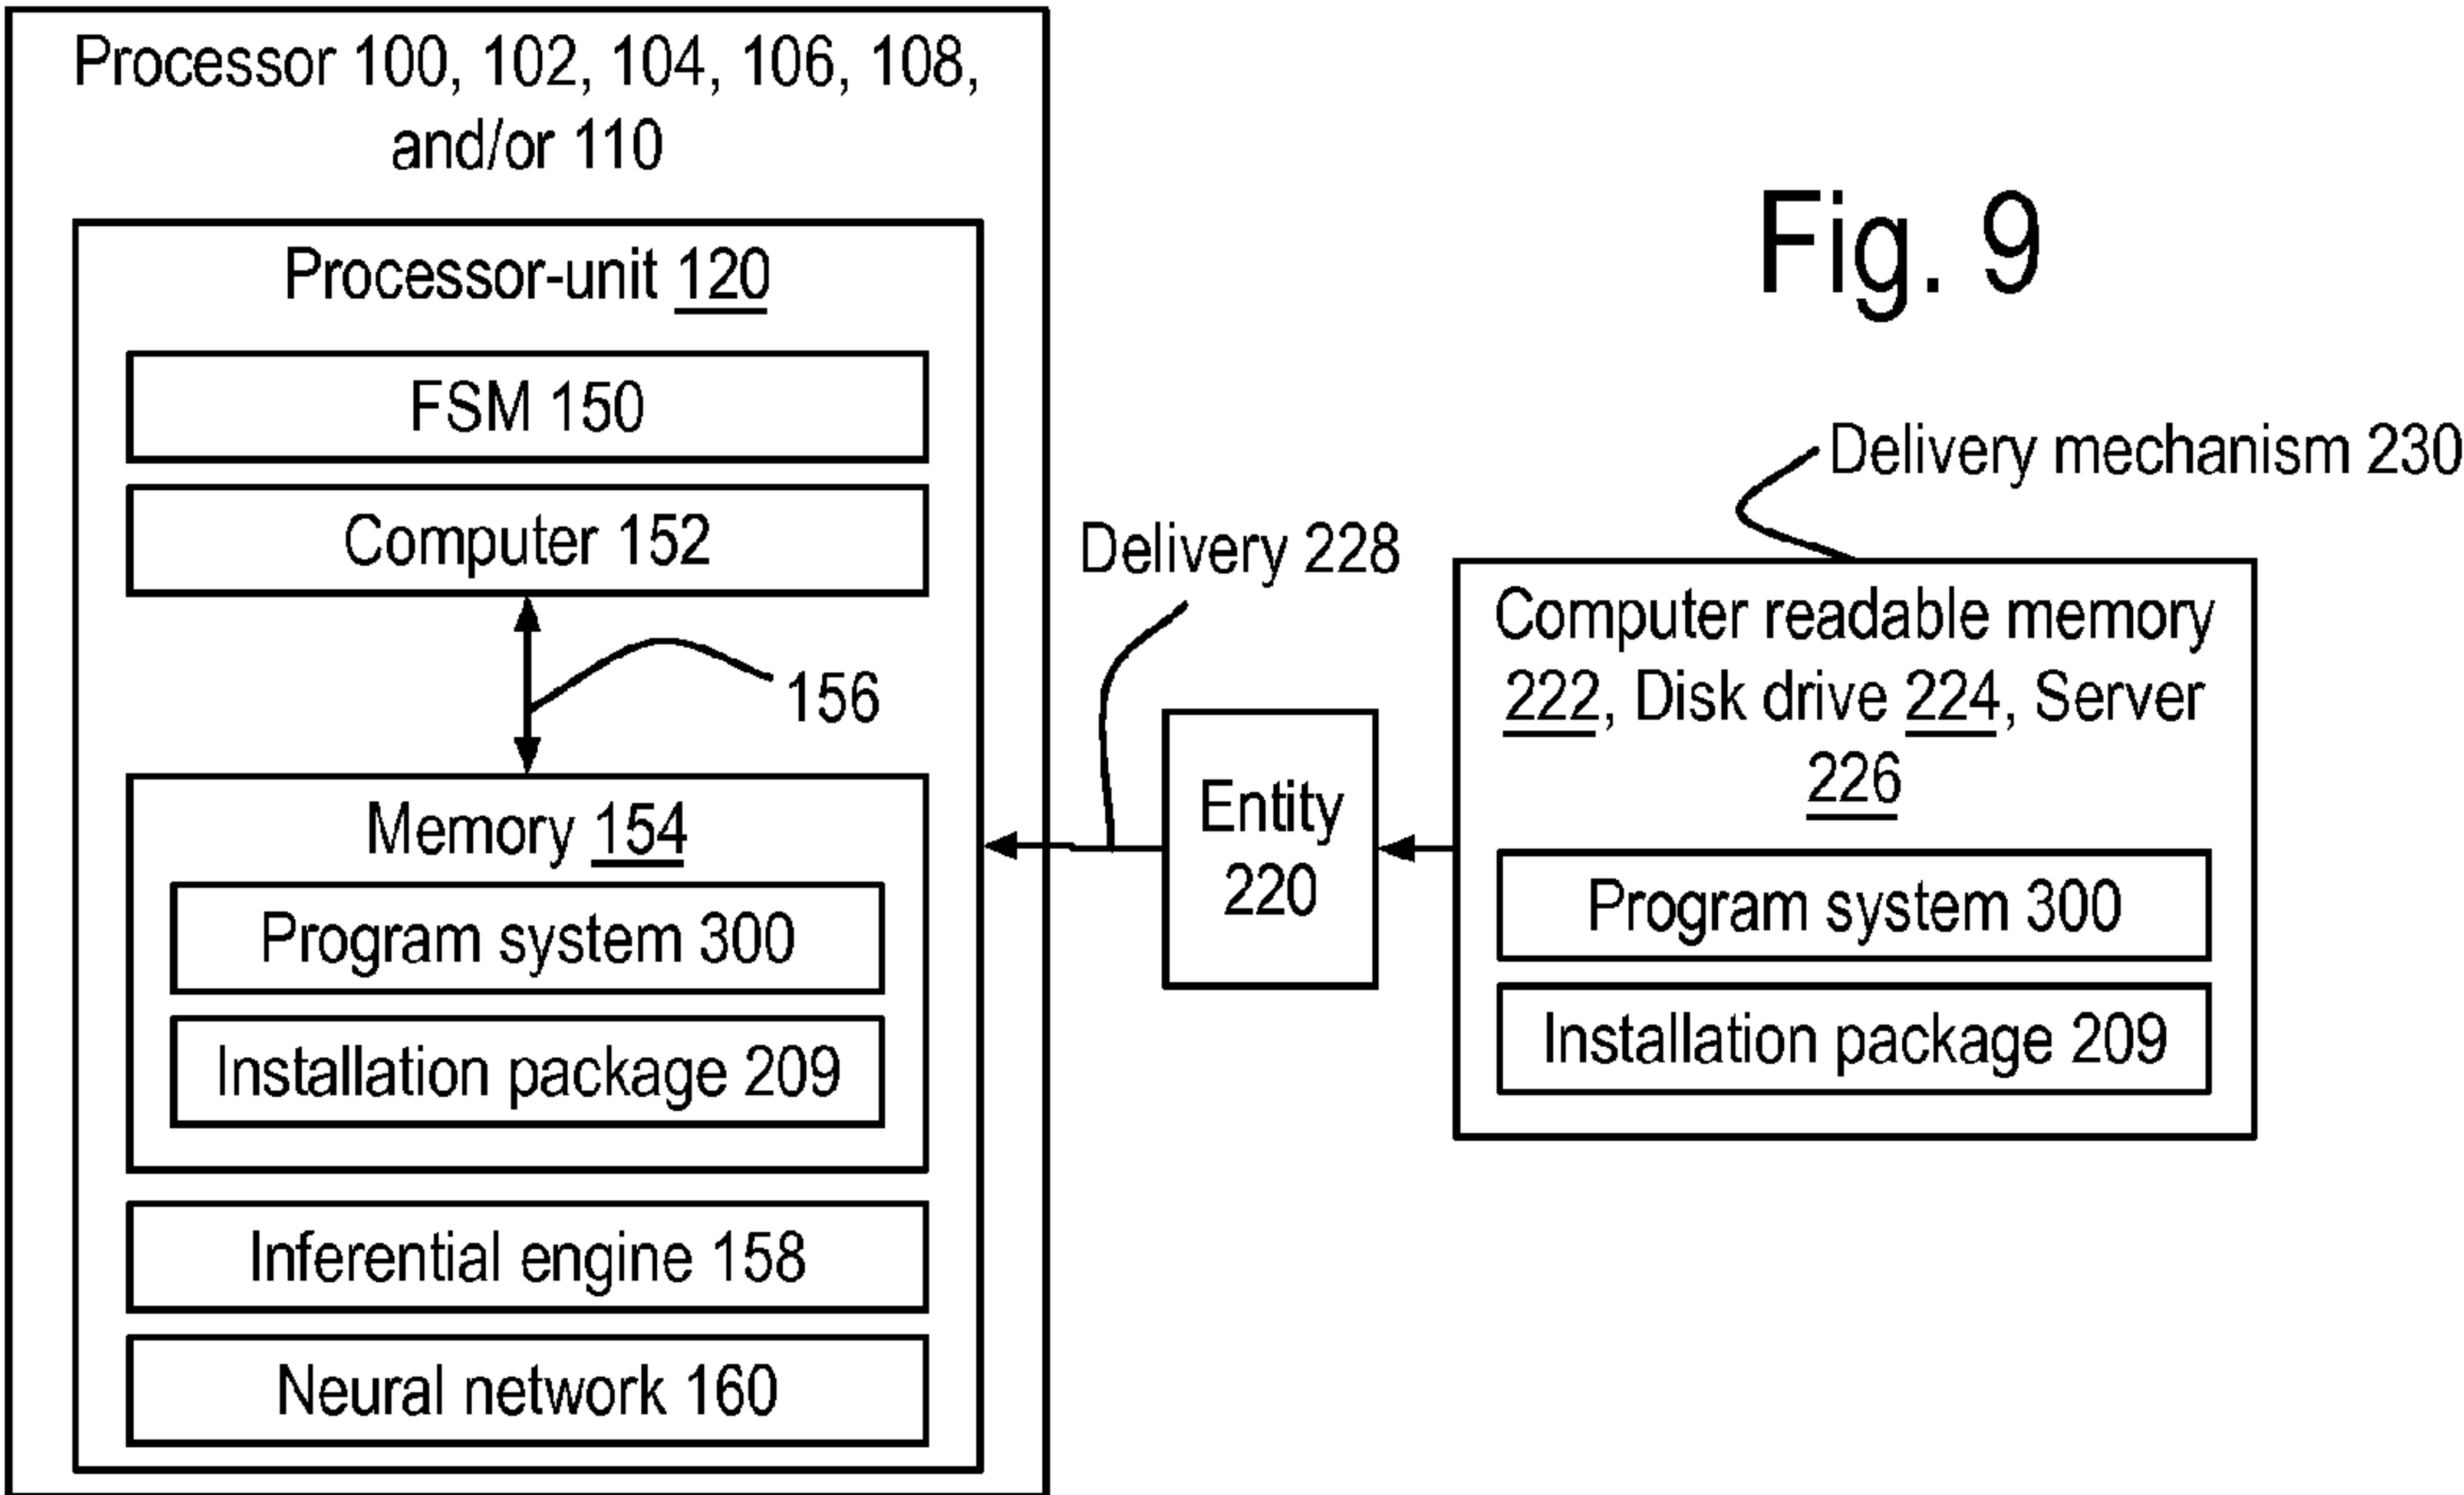 Processor 100, 102, 104, 106, 108,
and/or 110
Processor-unit 120
FSM 150
Computer 152
156
Memory 154
Program system 300
Installation package 209
Inferential engine 158
Neural network 160
Delivery 228
Entity
220
Fig. 9
Delivery mechanism 230
Computer readable memory
222, Disk drive 224, Server
226
Program system 300
Installation package 209